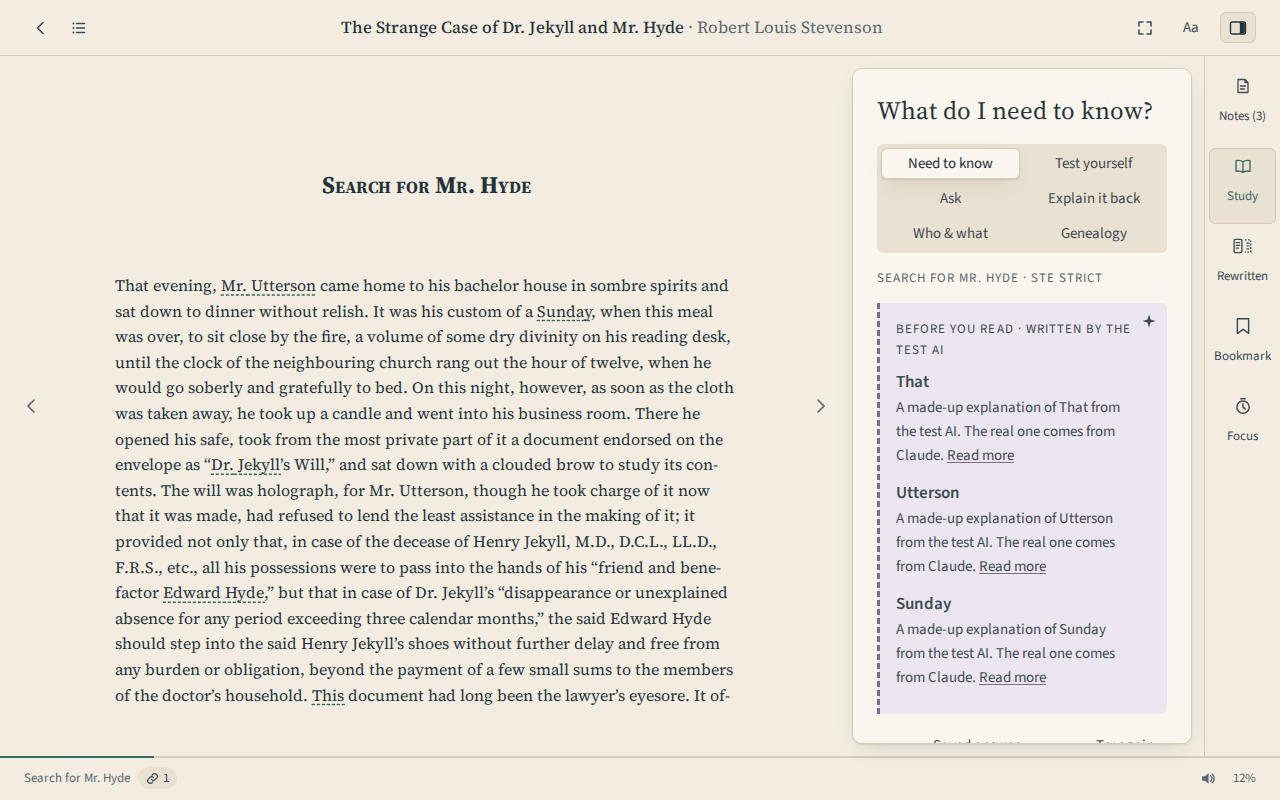 The Strange Case of Dr. Jekyll and Mr. Hyde · Robert Louis Stevenson
Aa
Search for Mr. Hyde
That evening, Mr. Utterson came home to his bachelor house in sombre spirits and
sat down to dinner without relish. It was his custom of a Sunday, when this meal
was over, to sit close by the fire, a volume of some dry divinity on his reading desk,
until the clock of the neighbouring church rang out the hour of twelve, when he
would go soberly and gratefully to bed. On this night, however, as soon as the cloth
was taken away, he took up a candle and went into his business room. There he
opened his safe, took from the most private part of it a document endorsed on the
envelope as “Dr. Jekyll’s Will,” and sat down with a clouded brow to study its con-
tents. The will was holograph, for Mr. Utterson, though he took charge of it now
that it was made, had refused to lend the least assistance in the making of it; it
provided not only that, in case of the decease of Henry Jekyll, M.D., D.C.L., LL.D.,
F.R.S., etc., all his possessions were to pass into the hands of his “friend and bene-
factor Edward Hyde,” but that in case of Dr. Jekyll’s “disappearance or unexplained
absence for any period exceeding three calendar months,” the said Edward Hyde
should step into the said Henry Jekyll’s shoes without further delay and free from
any burden or obligation, beyond the payment of a few small sums to the members
of the doctor’s household. This document had long been the lawyer’s eyesore. It of-
What do I need to know?
Need to know
Test yourself
Ask
Explain it back
Who & what
Genealogy
SEARCH FOR MR. HYDE · STE STRICT
BEFORE YOU READ · WRITTEN BY THE
TEST AI
That
A made-up explanation of That from
the test AI. The real one comes from
Claude. Read more
Utterson
A made-up explanation of Utterson
from the test AI. The real one comes
from Claude. Read more
Sunday
A made-up explanation of Sunday
from the test AI. The real one comes
from Claude. Read more
Notes (3)
Study
Rewritten
Bookmark
Focus
Search for Mr. Hyde
1
12%